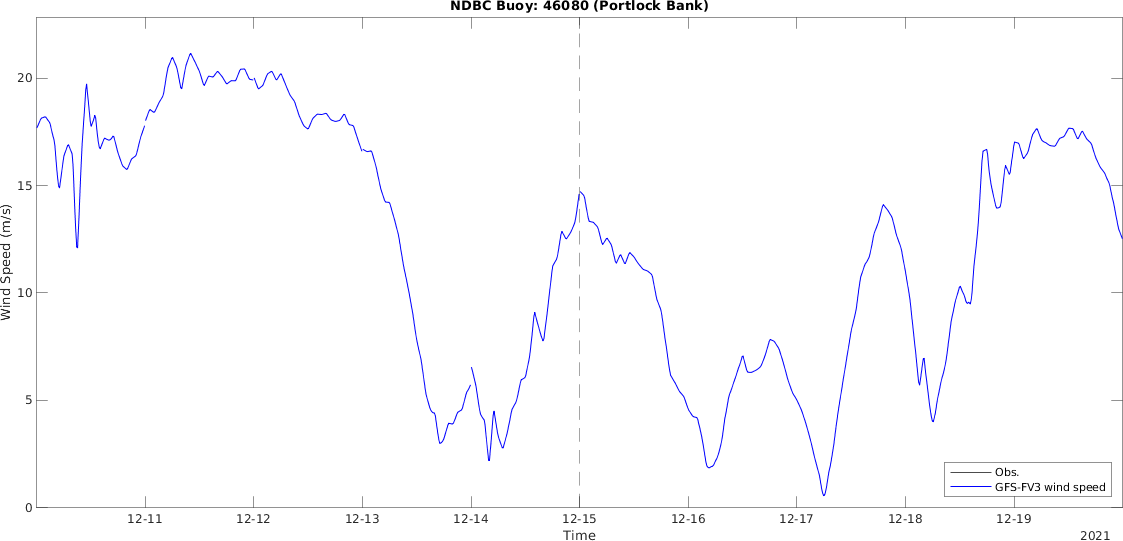 NDBC Buoy: 46080 (Portlock Bank)
20
15
10
5
0
Wind Speed (m/s)
12-11 12-12 12-13 12-14 12-15 12-16 12-17 12-18 12-19
Time
2021
Obs.
GFS-FV3 wind speed